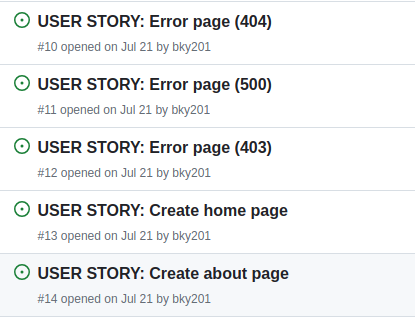 USER STORY: Error page (404)
#10 opened on Jul 21 by bky201
USER STORY: Error page (500)
#11 opened on Jul 21 by bky201
USER STORY: Error page (403)
#12 opened on Jul 21 by bky201
USER STORY: Create home page
#13 opened on Jul 21 by bky201
USER STORY: Create about page
#14 opened on Jul 21 by bky201